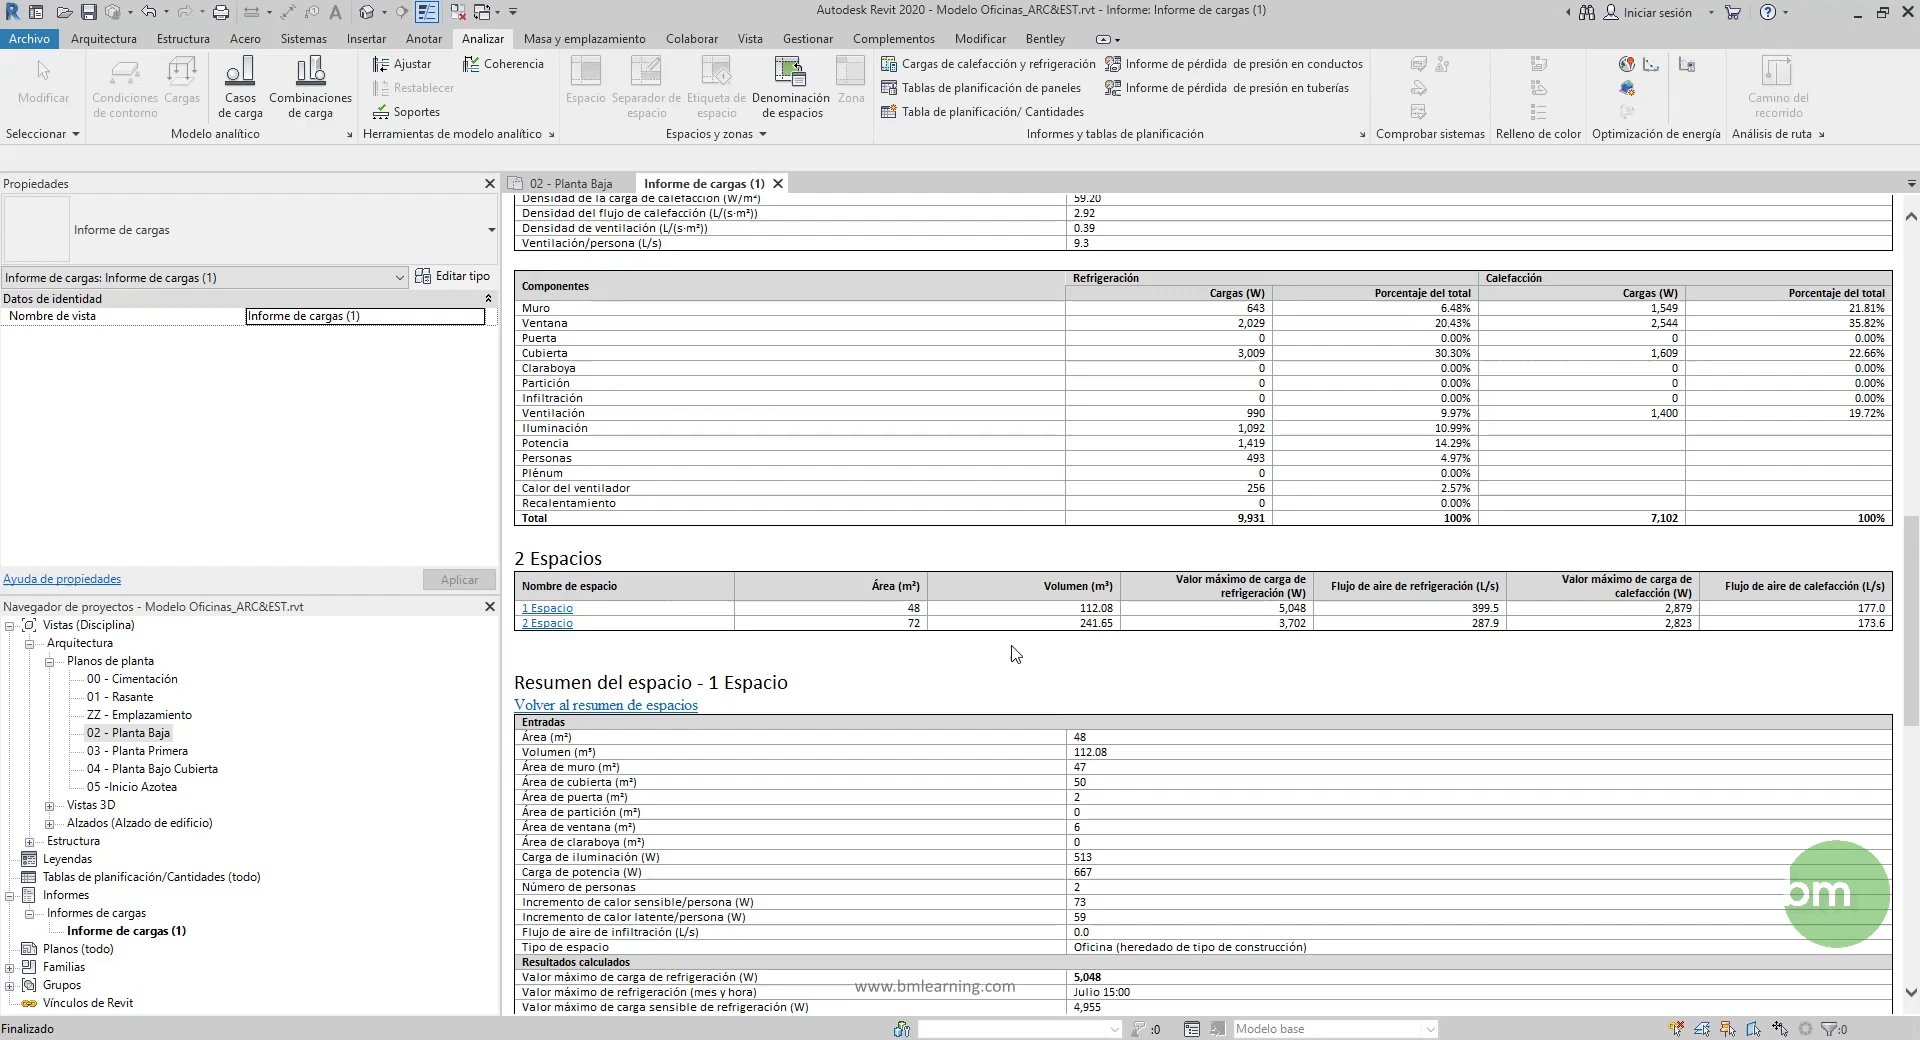 Autodesk Revit 2020 - Modelo Oficinas_ARC&EST.rvt - Informe: Informe de cargas (1)
Iniciar sesión
Archivo Arquitectura Estructura Acero Sistemas Insertar Anotar Analizar Masa y emplazamiento Colaborar Vista Gestionar Complementos Modificar Bentley
Modificar
Seleccionar
Condiciones de contorno
Cargas
Casos de carga
Combinaciones de carga
Modelo analítico
Ajustar
Restablecer
Soportes
Coherencia
Herramientas de modelo analítico
Espacio
Separador de espacio
Etiqueta de espacio
Denominación de espacios
Zona
Espacios y zonas
Cargas de calefacción y refrigeración
Tablas de planificación de paneles
Tabla de planificación/ Cantidades
Informe de pérdida de presión en conductos
Informe de pérdida de presión en tuberías
Informes y tablas de planificación
Comprobar sistemas
Relleno de color
Optimización de energía
Camino del recorrido
Análisis de ruta
Propiedades
Informe de cargas
Informe de cargas: Informe de cargas (1)
Editar tipo
Datos de identidad
Nombre de vista Informe de cargas (1)
Ayuda de propiedades
Aplicar
Navegador de proyectos - Modelo Oficinas_ARC&EST.rvt
Vistas (Disciplina)
Arquitectura
Planos de planta
00 - Cimentación
01 - Rasante
ZZ - Emplazamiento
02 - Planta Baja
03 - Planta Primera
04 - Planta Bajo Cubierta
05 -Inicio Azotea
Vistas 3D
Alzados (Alzado de edificio)
Estructura
Leyendas
Tablas de planificación/Cantidades (todo)
Informes
Informes de cargas
Informe de cargas (1)
Planos (todo)
Familias
Grupos
Vínculos de Revit
02 - Planta Baja
Informe de cargas (1)
Densidad de la carga de calefacción (W/m²) 59.20
Densidad del flujo de calefacción (L/(s·m²)) 2.92
Densidad de ventilación (L/(s·m²)) 0.39
Ventilación/persona (L/s) 9.3
Componentes Refrigeración Calefacción
Cargas (W) Porcentaje del total Cargas (W) Porcentaje del total
Muro 643 6.48% 1,549 21.81%
Ventana 2,029 20.43% 2,544 35.82%
Puerta 0 0.00% 0 0.00%
Cubierta 3,009 30.30% 1,609 22.66%
Claraboya 0 0.00% 0 0.00%
Partición 0 0.00% 0 0.00%
Infiltración 0 0.00% 0 0.00%
Ventilación 990 9.97% 1,400 19.72%
Iluminación 1,092 10.99%
Potencia 1,419 14.29%
Personas 493 4.97%
Plénum 0 0.00%
Calor del ventilador 256 2.57%
Recalentamiento 0 0.00%
Total 9,931 100% 7,102 100%
2 Espacios
Nombre de espacio Área (m²) Volumen (m³) Valor máximo de carga de refrigeración (W) Flujo de aire de refrigeración (L/s) Valor máximo de carga de calefacción (W) Flujo de aire de calefacción (L/s)
1 Espacio 48 112.08 5,048 399.5 2,879 177.0
2 Espacio 72 241.65 3,702 287.9 2,823 173.6
Resumen del espacio - 1 Espacio
Volver al resumen de espacios
Entradas
Área (m²) 48
Volumen (m³) 112.08
Área de muro (m²) 47
Área de cubierta (m²) 50
Área de puerta (m²) 2
Área de partición (m²) 0
Área de ventana (m²) 6
Área de claraboya (m²) 0
Carga de iluminación (W) 513
Carga de potencia (W) 667
Número de personas 2
Incremento de calor sensible/persona (W) 73
Incremento de calor latente/persona (W) 59
Flujo de aire de infiltración (L/s) 0.0
Tipo de espacio Oficina (heredado de tipo de construcción)
Resultados calculados
Valor máximo de carga de refrigeración (W) 5,048
Valor máximo de refrigeración (mes y hora) Julio 15:00
Valor máximo de carga sensible de refrigeración (W) 4,955
www.bmlearning.com
bm
Finalizado
:0
Modelo base
:0